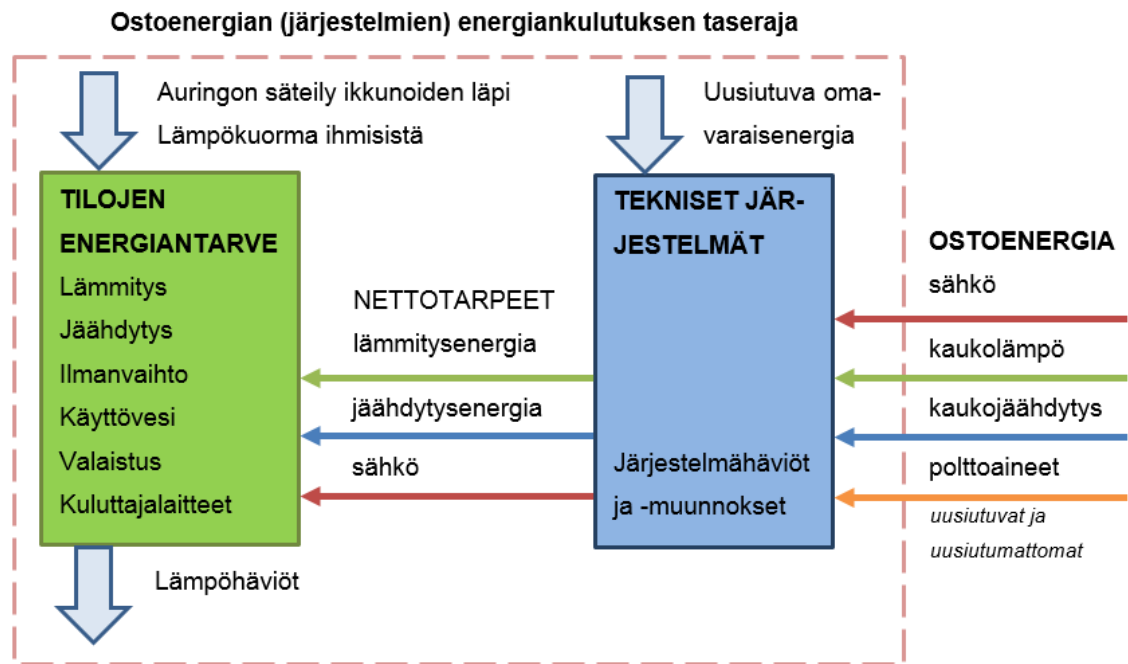 Ostoenergian (järjestelmien) energiankulutuksen taseraja
Auringon säteily ikkunoiden läpi
Lämpökuorma ihmisistä
Uusiutuva oma-
varaisenergia
TILOJEN
ENERGIANTARVE
Lämmitys
Jäähdytys
Ilmanvaihto
Käyttövesi
Valaistus
Kuluttajalaitteet
NETTOTARPEET
lämmitysenergia
jäähdytysenergia
sähkö
TEKNISET JÄR-
JESTELMÄT
Järjestelmähäviöt
ja -muunnokset
OSTOENERGIA
sähkö
kaukolämpö
kaukojäähdytys
polttoaineet
uusiutuvat ja
uusiutumattomat
Lämpöhäviöt